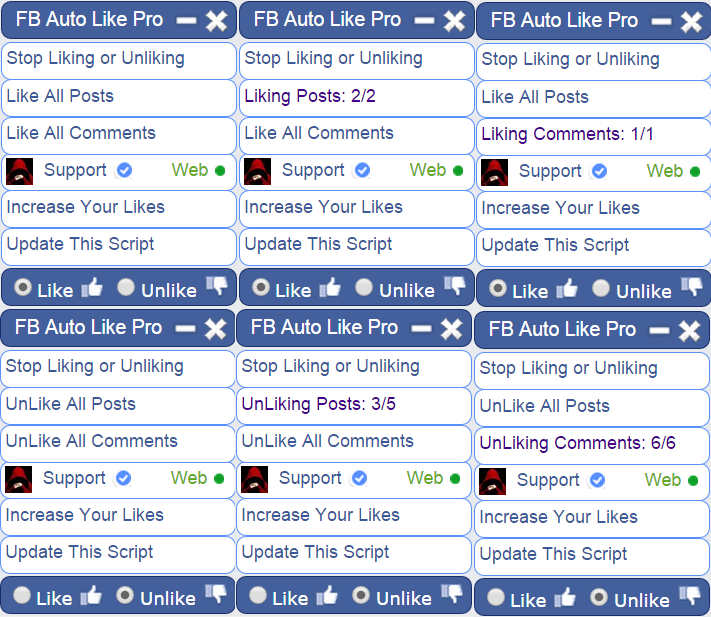 FB Auto Like Pro
Stop Liking or Unliking
Like All Posts
Like All Comments
Support Web
Increase Your Likes
Update This Script
Like Unlike
FB Auto Like Pro
Stop Liking or Unliking
Liking Posts: 2/2
Like All Comments
Support Web
Increase Your Likes
Update This Script
Like Unlike
FB Auto Like Pro
Stop Liking or Unliking
Like All Posts
Liking Comments: 1/1
Support Web
Increase Your Likes
Update This Script
Like Unlike
FB Auto Like Pro
Stop Liking or Unliking
UnLike All Posts
UnLike All Comments
Support Web
Increase Your Likes
Update This Script
Like Unlike
FB Auto Like Pro
Stop Liking or Unliking
UnLiking Posts: 3/5
UnLike All Comments
Support Web
Increase Your Likes
Update This Script
Like Unlike
FB Auto Like Pro
Stop Liking or Unliking
UnLike All Posts
UnLiking Comments: 6/6
Support Web
Increase Your Likes
Update This Script
Like Unlike